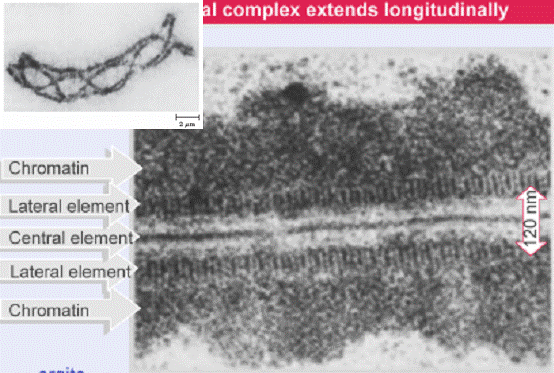 al complex extends longitudinally
2 µm
Chromatin
Lateral element
Central element
Lateral element
Chromatin
120 nm